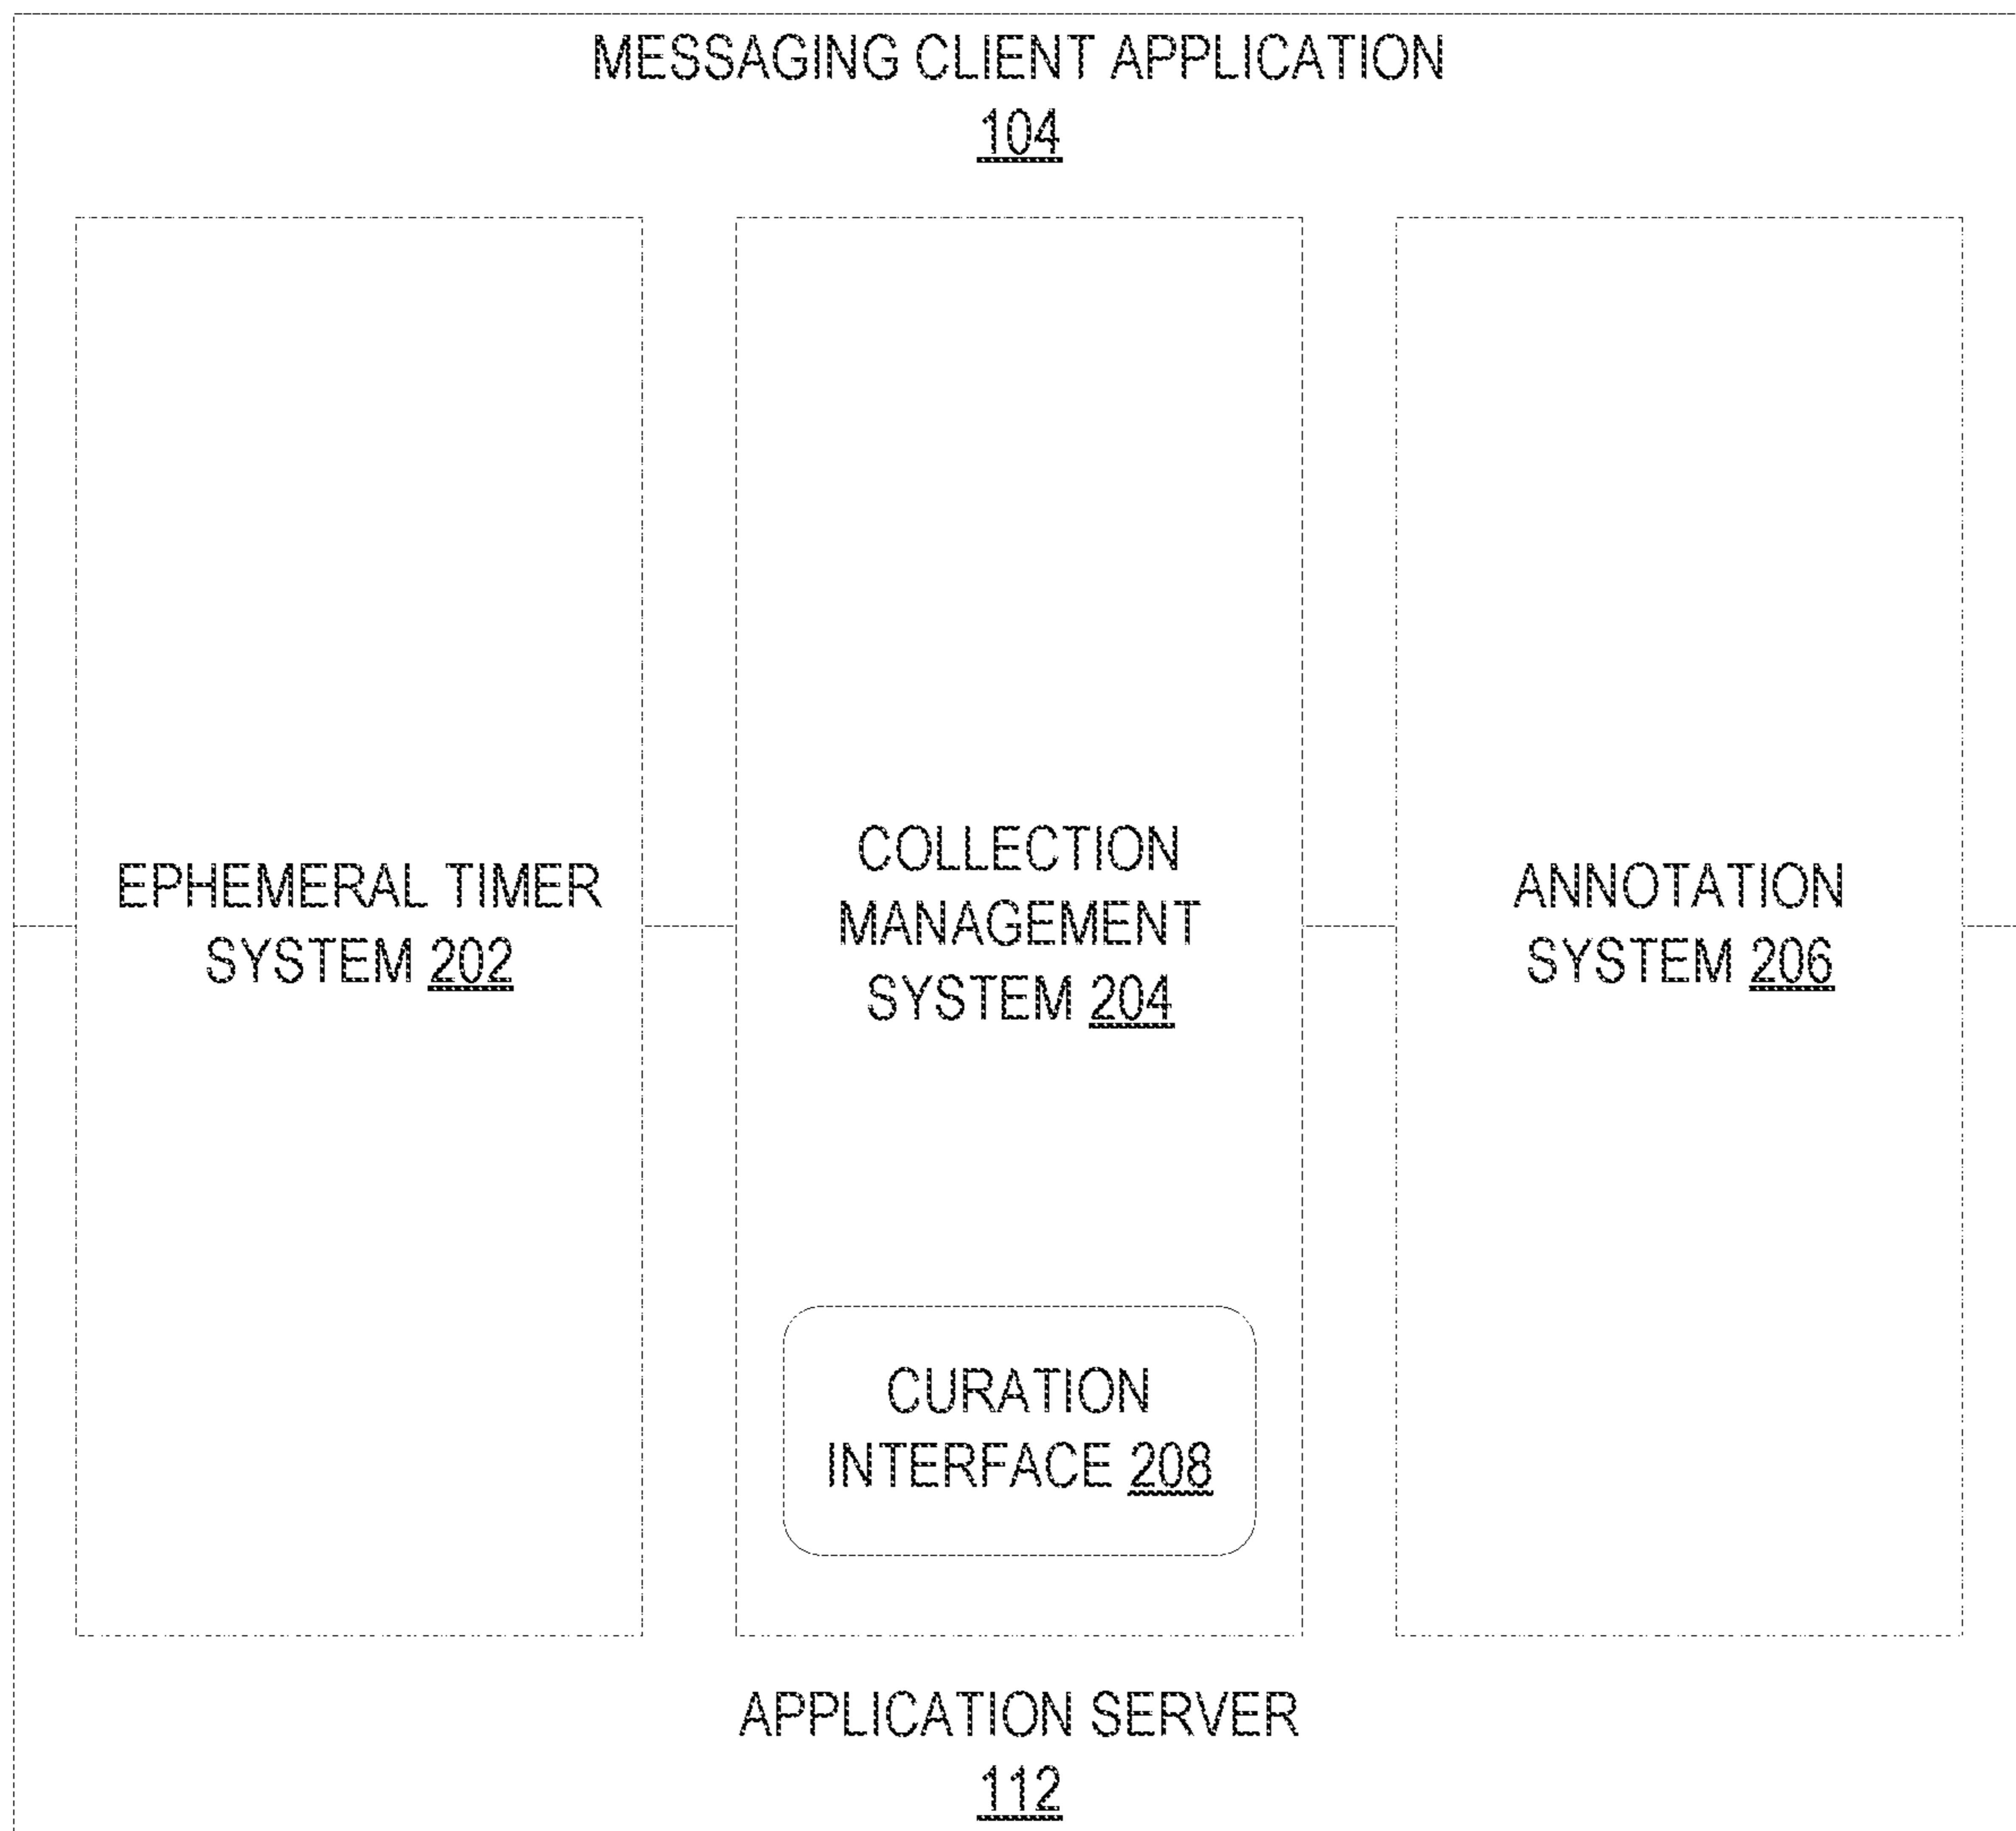 MESSAGING CLIENT APPLICATION
104
EPHEMERAL TIMER
SYSTEM 202
COLLECTION
MANAGEMENT
SYSTEM 204
ANNOTATION
SYSTEM 206
CURATION
INTERFACE 208
APPLICATION SERVER
112